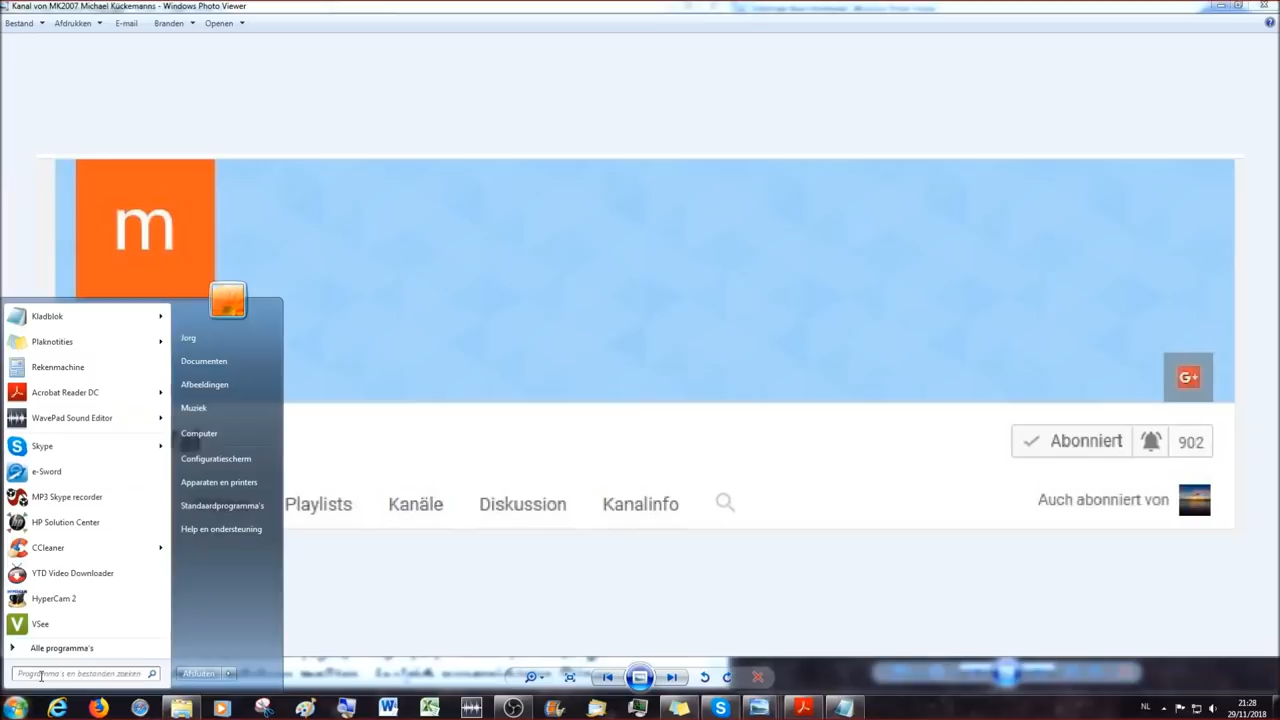 Kanal von MK2007 Michael Kückemanns - Windows Photo Viewer
Bestand Afdrukken E-mail Branden Openen
m
G+
Abonniert 902
Playlists Kanäle Diskussion Kanalinfo
Auch abonniert von
Kladblok
Plaknotities
Rekenmachine
Acrobat Reader DC
WavePad Sound Editor
Skype
e-Sword
MP3 Skype recorder
HP Solution Center
CCleaner
YTD Video Downloader
HyperCam 2
VSee
Alle programma's
Programma's en bestanden zoeken
Jorg
Documenten
Afbeeldingen
Muziek
Computer
Configuratiescherm
Apparaten en printers
Standaardprogramma's
Help en ondersteuning
Afsluiten
NL
21:28
29/11/2018